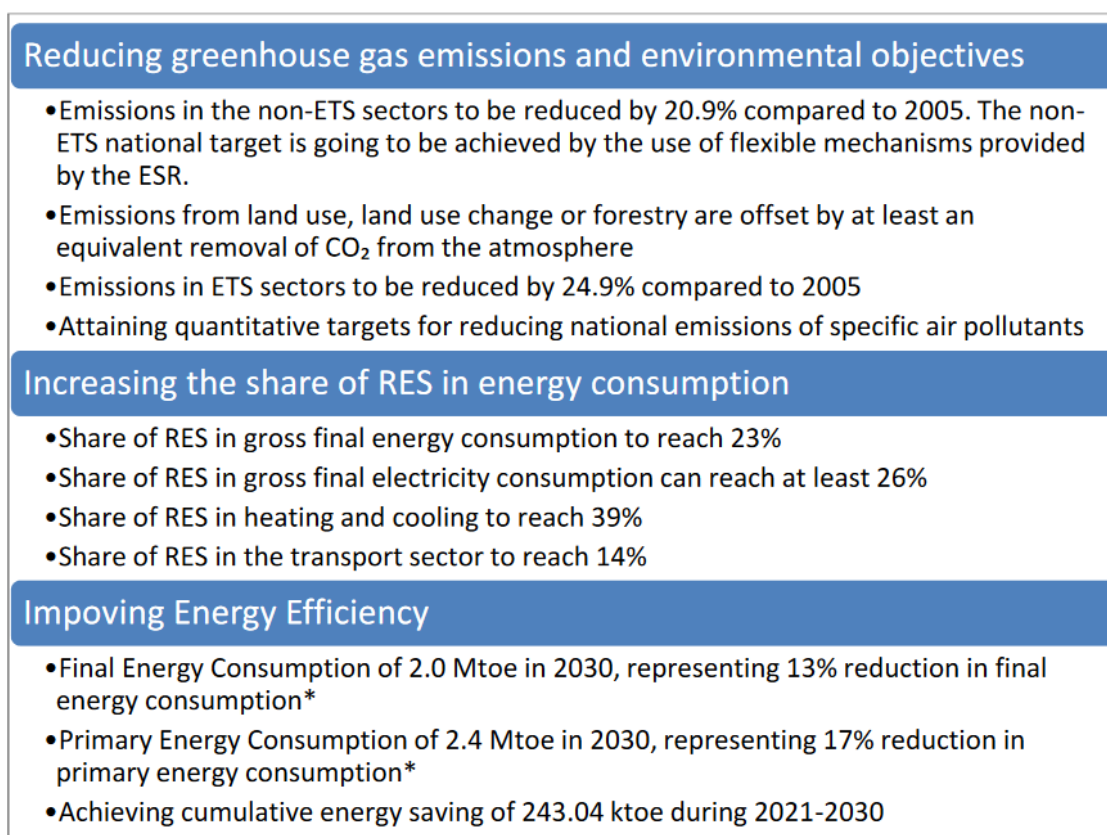 Reducing greenhouse gas emissions and environmental objectives
•Emissions in the non-ETS sectors to be reduced by 20.9% compared to 2005. The non-
ETS national target is going to be achieved by the use of flexible mechanisms provided
by the ESR.
•Emissions from land use, land use change or forestry are offset by at least an
equivalent removal of CO₂ from the atmosphere
•Emissions in ETS sectors to be reduced by 24.9% compared to 2005
•Attaining quantitative targets for reducing national emissions of specific air pollutants
Increasing the share of RES in energy consumption
•Share of RES in gross final energy consumption to reach 23%
•Share of RES in gross final electricity consumption can reach at least 26%
•Share of RES in heating and cooling to reach 39%
•Share of RES in the transport sector to reach 14%
Impoving Energy Efficiency
•Final Energy Consumption of 2.0 Mtoe in 2030, representing 13% reduction in final
energy consumption*
•Primary Energy Consumption of 2.4 Mtoe in 2030, representing 17% reduction in
primary energy consumption*
•Achieving cumulative energy saving of 243.04 ktoe during 2021-2030